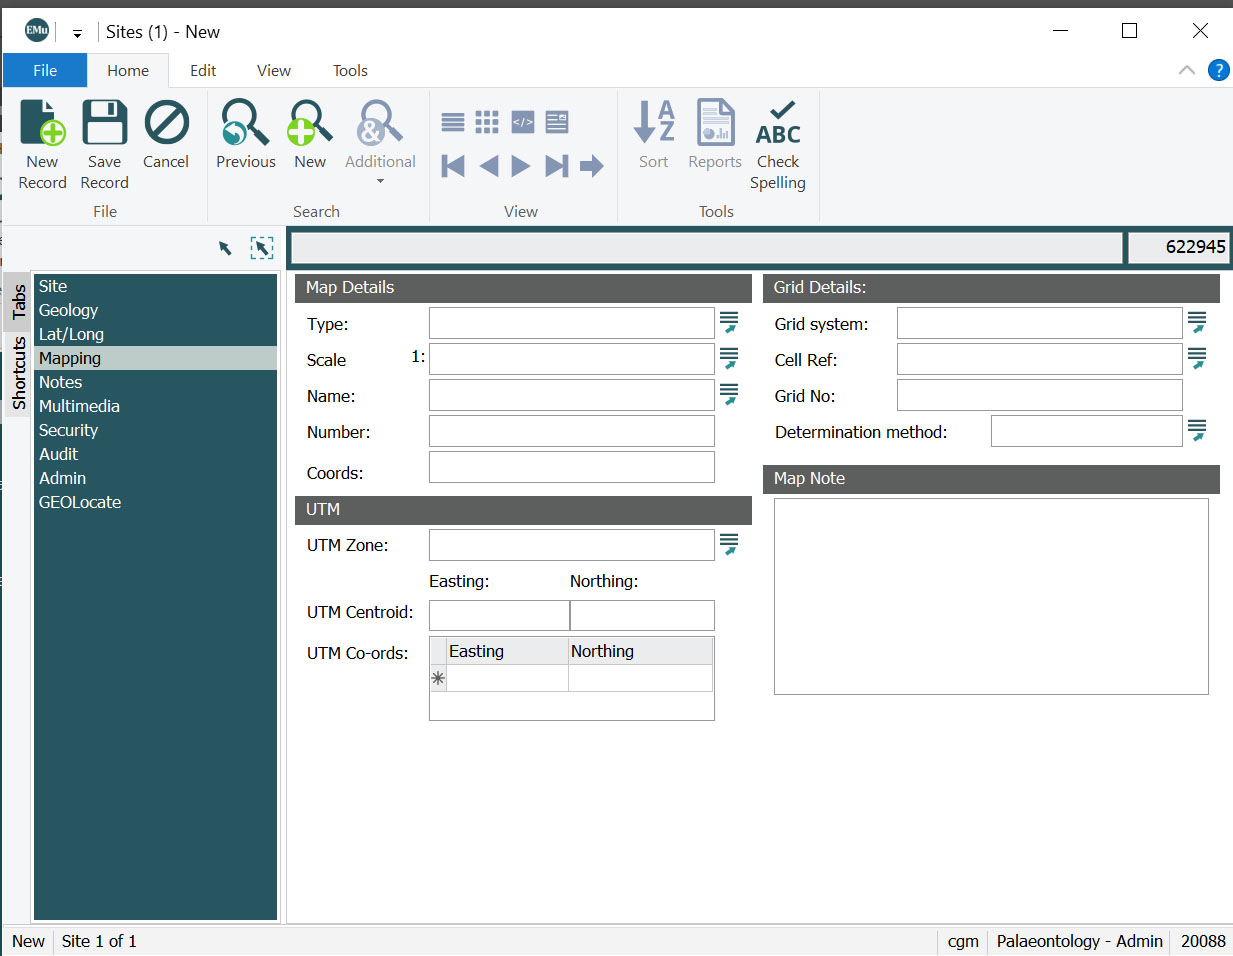 EMu Sites (1) - New
File Home Edit View Tools ?
New Record
Save Record
Cancel
File
Previous
New
& Additional
Search
</>
View
A Z Sort
Reports
ABC Check Spelling
Tools
622945
Tabs
Shortcuts
Site
Geology
Lat/Long
Mapping
Notes
Multimedia
Security
Audit
Admin
GEOLocate
Map Details
Type:
Scale 1:
Name:
Number:
Coords:
UTM
UTM Zone:
Easting: Northing:
UTM Centroid:
UTM Co-ords: Easting Northing
Grid Details:
Grid system:
Cell Ref:
Grid No:
Determination method:
Map Note
New Site 1 of 1 cgm Palaeontology - Admin 20088